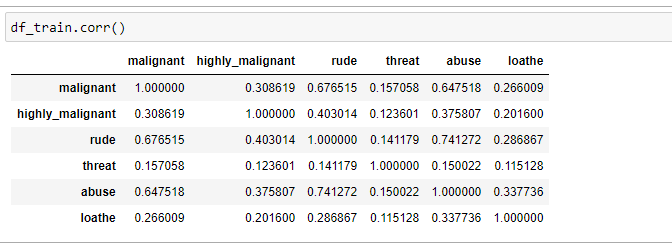 df_train.corr()
malignant highly_malignant rude threat abuse loathe
malignant 1.000000 0.308619 0.676515 0.157058 0.647518 0.266009
highly_malignant 0.308619 1.000000 0.403014 0.123601 0.375807 0.201600
rude 0.676515 0.403014 1.000000 0.141179 0.741272 0.286867
threat 0.157058 0.123601 0.141179 1.000000 0.150022 0.115128
abuse 0.647518 0.375807 0.741272 0.150022 1.000000 0.337736
loathe 0.266009 0.201600 0.286867 0.115128 0.337736 1.000000